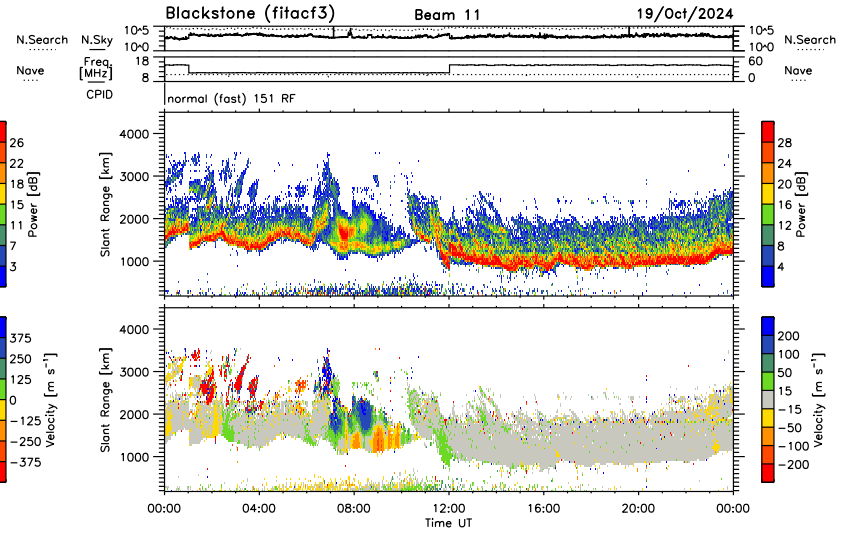 Blackstone (fitacf3) Beam 11 19/Oct/2024
N.Search N.Sky 10^5 10^0 10^5 10^0 N.Search
Nave Freq. [MHz] 18 8 60 0 Nave
CPID normal (fast) 151 RF
26 22 18 15 11 7 3
Power [dB]
Slant Range [km]
4000 3000 2000 1000
28 24 20 16 12 8 4
Power [dB]
375 250 125 0 −125 −250 −375
Velocity [m s⁻¹]
Slant Range [km]
4000 3000 2000 1000
200 100 50 15 −15 −50 −100 −200
Velocity [m s⁻¹]
00:00 04:00 08:00 12:00 16:00 20:00 00:00
Time UT